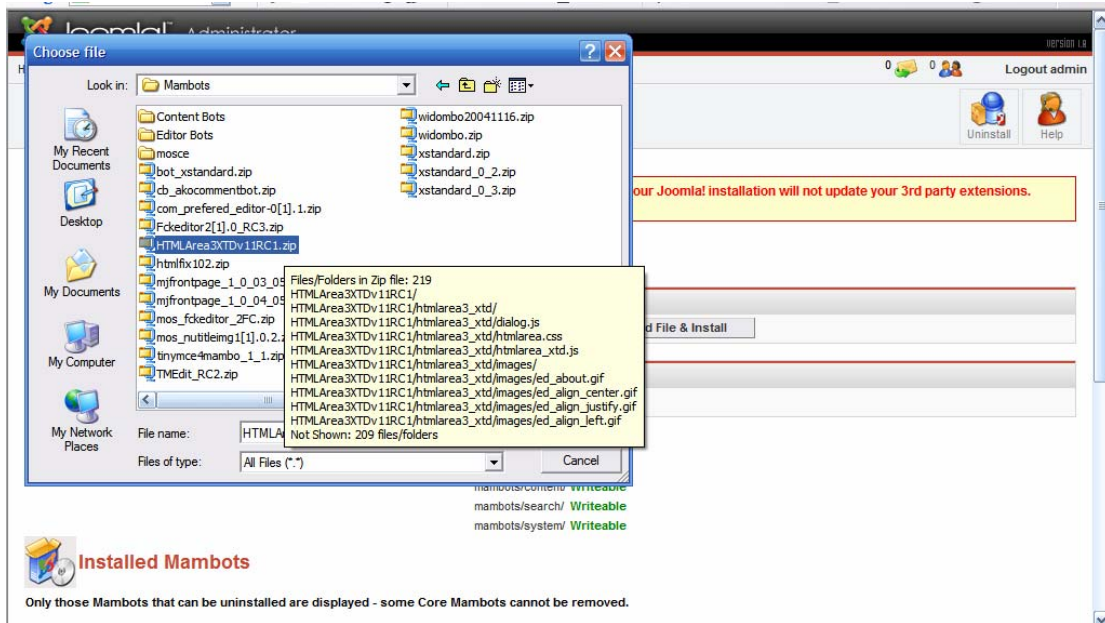 Joomla! Administrator
version 1.0
Choose file
Logout admin
0
0
Look in:
Mambots
Uninstall
Help
My Recent
Documents
Desktop
My Documents
My Computer
My Network
Places
Content Bots
Editor Bots
mosce
bot_xstandard.zip
cb_akocommentbot.zip
com_prefered_editor-0[1].1.zip
Fckeditor2[1].0_RC3.zip
HTMLArea3XTDv11RC1.zip
htmlfix102.zip
mjfrontpage_1_0_03_05
mjfrontpage_1_0_04_05
mos_fckeditor_2FC.zip
mos_nutitleimg1[1].0.2.z
tinymce4mambo_1_1.zip
TMEdit_RC2.zip
widombo20041116.zip
widombo.zip
xstandard.zip
xstandard_0_2.zip
xstandard_0_3.zip
our Joomla! installation will not update your 3rd party extensions.
Files/Folders in Zip file: 219
HTMLArea3XTDv11RC1/
HTMLArea3XTDv11RC1/htmlarea3_xtd/
HTMLArea3XTDv11RC1/htmlarea3_xtd/dialog.js
HTMLArea3XTDv11RC1/htmlarea3_xtd/htmlarea.css
HTMLArea3XTDv11RC1/htmlarea3_xtd/htmlarea_xtd.js
HTMLArea3XTDv11RC1/htmlarea3_xtd/images/
HTMLArea3XTDv11RC1/htmlarea3_xtd/images/ed_about.gif
HTMLArea3XTDv11RC1/htmlarea3_xtd/images/ed_align_center.gif
HTMLArea3XTDv11RC1/htmlarea3_xtd/images/ed_align_justify.gif
HTMLArea3XTDv11RC1/htmlarea3_xtd/images/ed_align_left.gif
Not Shown: 209 files/folders
d File & Install
File name:
HTMLA
Files of type:
All Files (*.*)
Cancel
mambots/content/ Writeable
mambots/search/ Writeable
mambots/system/ Writeable
Installed Mambots
Only those Mambots that can be uninstalled are displayed - some Core Mambots cannot be removed.